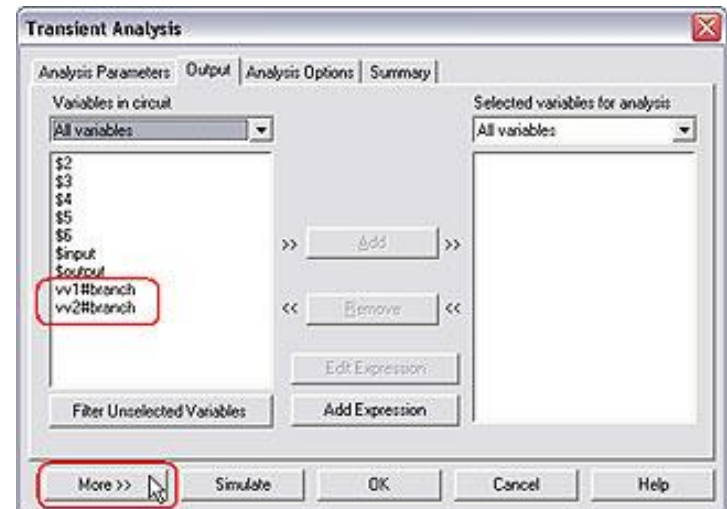 Transient Analysis
Analysis Parameters Output Analysis Options Summary
Variables in circuit
Selected variables for analysis
All variables
All variables
$2
$3
$4
$5
$6
$input
$output
vv1#branch
vv2#branch
>> Add >>
<< Remove <<
Edit Expression
Filter Unselected Variables
Add Expression
More >> Simulate OK Cancel Help